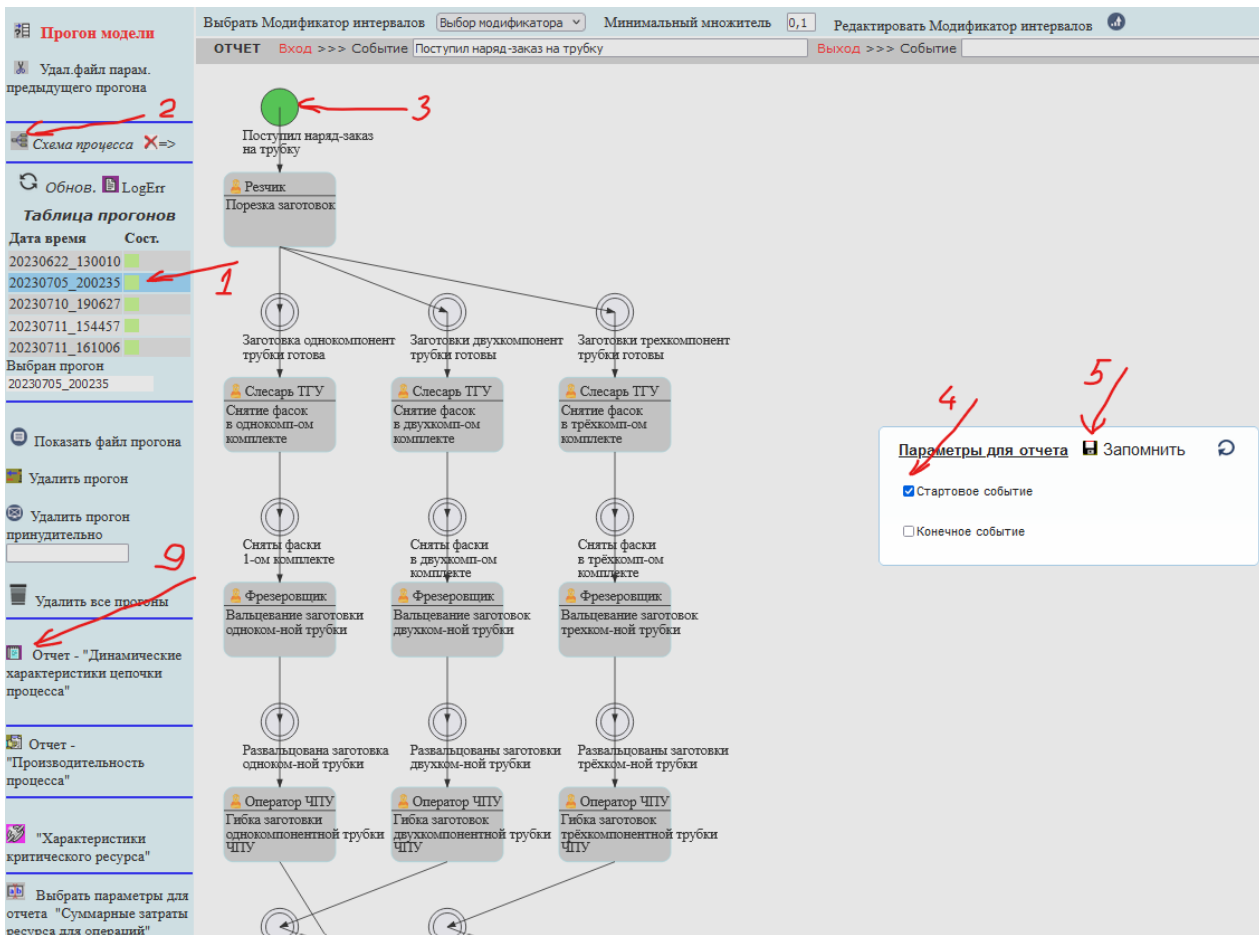 Выбрать Модификатор интервалов Выбор модификатора Минимальный множитель 0,1 Редактировать Модификатор интервалов
ОТЧЕТ Вход >>> Событие Поступил наряд-заказ на трубку Выход >>> Событие
Прогон модели
Удал.файл парам.
предыдущего прогона
2
Схема процесса X=>
Обнов. LogErr
Таблица прогонов
Дата время Сост.
20230622_130010
20230705_200235
20230710_190627
20230711_154457
20230711_161006
1
Выбран прогон
20230705_200235
Показать файл прогона
Удалить прогон
Удалить прогон
принудительно
9
Удалить все прогоны
Отчет - "Динамические
характеристики цепочки
процесса"
Отчет -
"Производительность
процесса"
"Характеристики
критического ресурса"
Выбрать параметры для
отчета "Суммарные затраты
ресурса для операций"
3
Поступил наряд-заказ
на трубку
Резчик
Порезка заготовок
Заготовка однокомпонент
трубки готова
Заготовки двухкомпонент
трубки готовы
Заготовки трехкомпонент
трубки готовы
Слесарь ТГУ
Снятие фасок
в однокомп-ом
комплекте
Слесарь ТГУ
Снятие фасок
в двухкомп-ом
комплекте
Слесарь ТГУ
Снятие фасок
в трёхкомп-ом
комплекте
Сняты фаски
1-ом комплекте
Сняты фаски
в двухкомп-ом
комплекте
Сняты фаски
в трёхкомп-ом
комплекте
Фрезеровщик
Вальцевание заготовки
одноком-ной трубки
Фрезеровщик
Вальцевание заготовок
двухком-ной трубки
Фрезеровщик
Вальцевание заготовок
трехком-ной трубки
Развальцована заготовка
одноком-ной трубки
Развальцованы заготовки
двухком-ной трубки
Развальцованы заготовки
трёхком-ной трубки
Оператор ЧПУ
Гибка заготовки
однокомпонентной трубки
ЧПУ
Оператор ЧПУ
Гибка заготовок
двухкомпонентной трубки
ЧПУ
Оператор ЧПУ
Гибка заготовок
трёхкомпонентной трубки
ЧПУ
4
5
Параметры для отчета Запомнить
Стартовое событие
Конечное событие